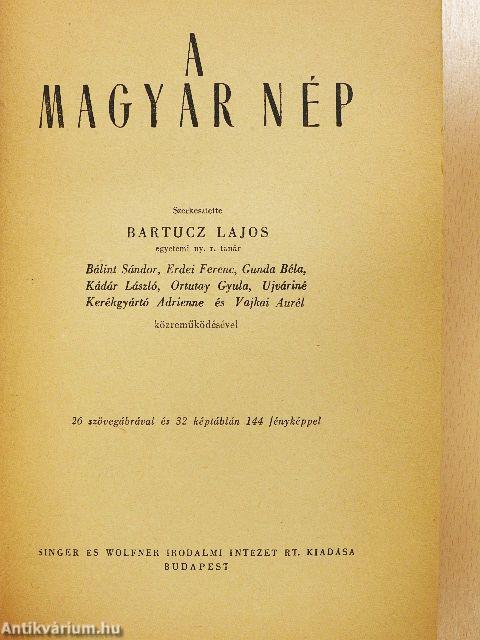 A
MAGYAR NÉP
Szerkesztette
BARTUCZ LAJOS
egyetemi ny. r. tanár
Bálint Sándor, Erdei Ferenc, Gunda Béla,
Kádár László, Ortutay Gyula, Ujváriné
Kerékgyártó Adrienne és Vajkai Aurél
közreműködésével
26 szövegábrával és 32 képtáblán 144 fényképpel
SINGER ÉS WOLFNER IRODALMI INTÉZET RT. KIADÁSA
BUDAPEST
Antikvárium.hu